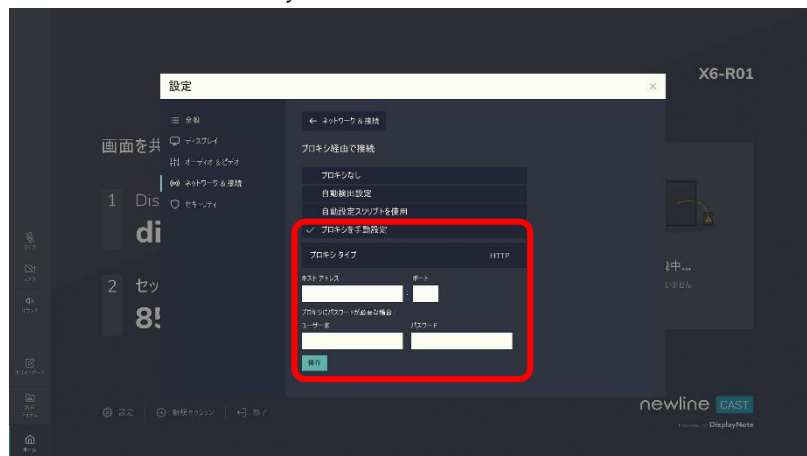 X6-R01
設定
×
全般
← ネットワーク & 接続
画面を共
ディスプレイ
プロキシ経由で接続
オーディオ & ビデオ
プロキシなし
ネットワーク & 接続
自動検出設定
1 Dis
セキュリティ
自動設定スクリプトを使用
di
プロキシを手動設定
プロキシ タイプ HTTP
ホスト アドレス ポート
:
2 セッ
プロキシにパスワードが必要な場合:
85
ユーザー名 パスワード
保存
設定 | 新規セッション | 終了
newline CAST
DisplayNote
ホーム